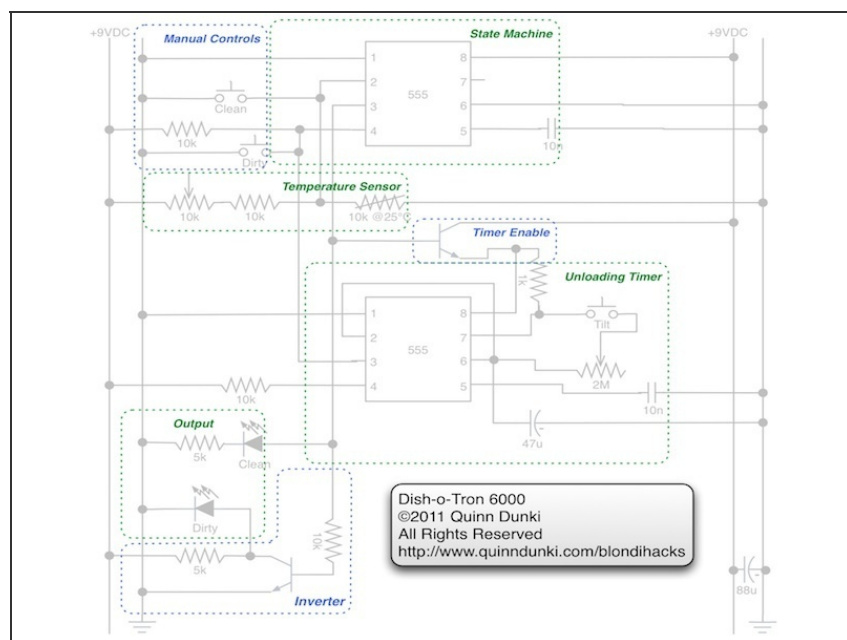 +9VDC
Manual Controls
State Machine
+9VDC
1
8
2
7
Clean
555
3
6
10k
4
5
10n
Dirty
Temperature Sensor
10k
10k
10k @25°C
Timer Enable
1k
Unloading Timer
1
8
2
7
Tilt
555
3
6
4
5
2M
10k
10n
Output
47u
5k
Clean
Dirty
10k
Dish-o-Tron 6000
©2011 Quinn Dunki
All Rights Reserved
http://www.quinndunki.com/blondihacks
5k
88u
Inverter